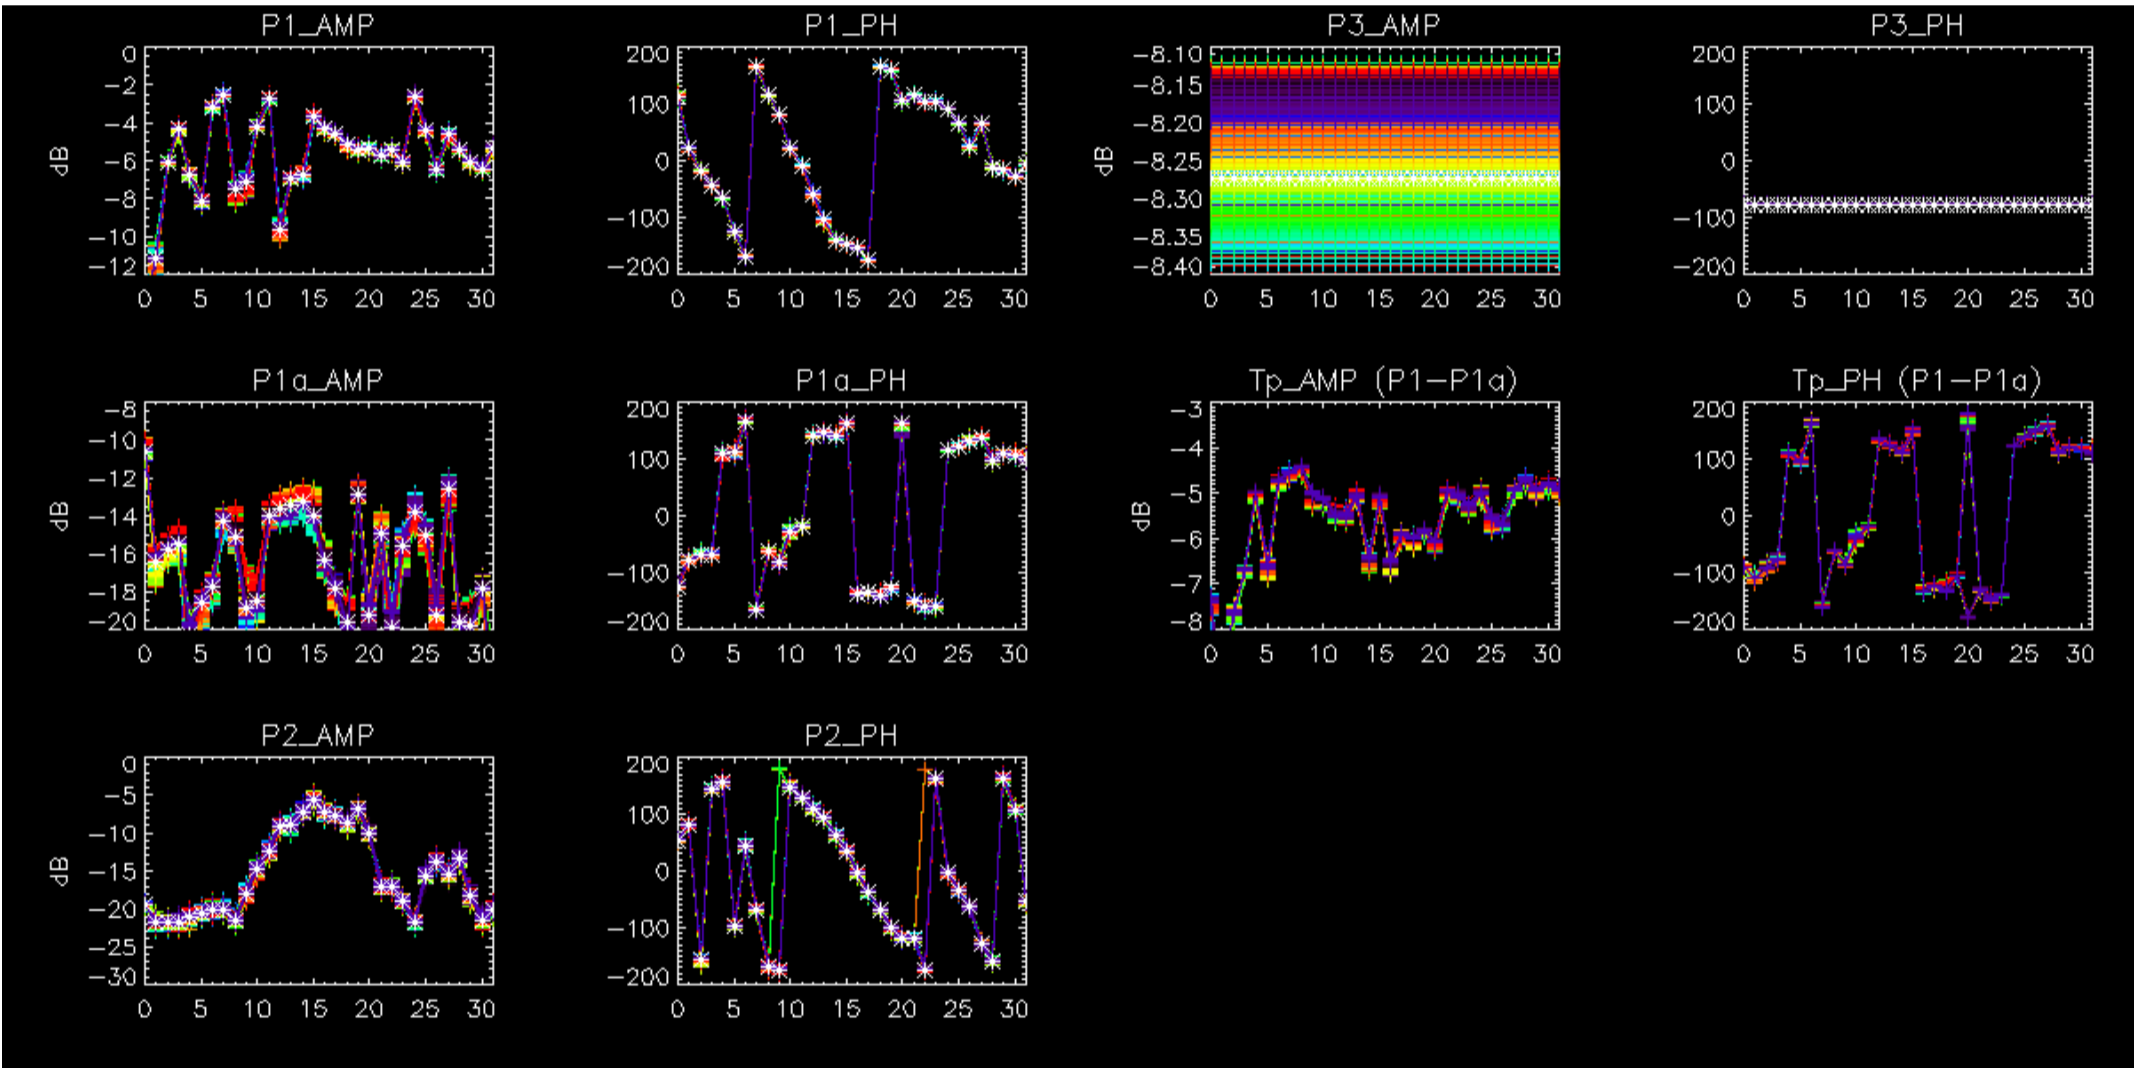 P1_AMP
P1_PH
P3_AMP
P3_PH
dB
0
−2
−4
−6
−8
−10
−12
0 5 10 15 20 25 30
200
100
0
−100
−200
0 5 10 15 20 25 30
dB
−8.10
−8.15
−8.20
−8.25
−8.30
−8.35
−8.40
0 5 10 15 20 25 30
200
100
0
−100
−200
0 5 10 15 20 25 30
P1a_AMP
P1a_PH
Tp_AMP (P1−P1a)
Tp_PH (P1−P1a)
dB
−8
−10
−12
−14
−16
−18
−20
0 5 10 15 20 25 30
200
100
0
−100
−200
0 5 10 15 20 25 30
dB
−3
−4
−5
−6
−7
−8
0 5 10 15 20 25 30
200
100
0
−100
−200
0 5 10 15 20 25 30
P2_AMP
P2_PH
dB
0
−5
−10
−15
−20
−25
−30
0 5 10 15 20 25 30
200
100
0
−100
−200
0 5 10 15 20 25 30